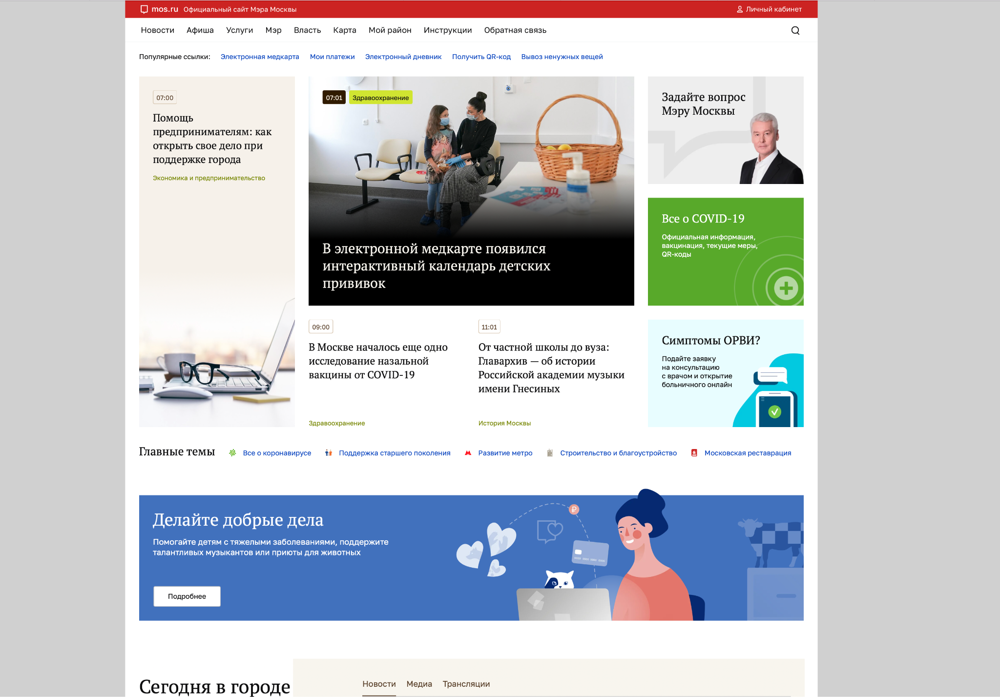 mos.ru Официальный сайт Мэра Москвы
Личный кабинет
Новости Афиша Услуги Мэр Власть Карта Мой район Инструкции Обратная связь
Популярные ссылки: Электронная медкарта Мои платежи Электронный дневник Получить QR-код Вывоз ненужных вещей
07:00
Помощь
предпринимателям: как
открыть свое дело при
поддержке города
Экономика и предпринимательство
07:01 Здравоохранение
В электронной медкарте появился
интерактивный календарь детских
прививок
Задайте вопрос
Мэру Москвы
Все о COVID-19
Официальная информация,
вакцинация, текущие меры,
QR-коды
09:00
В Москве началось еще одно
исследование назальной
вакцины от COVID-19
Здравоохранение
11:01
От частной школы до вуза:
Главархив — об истории
Российской академии музыки
имени Гнесиных
История Москвы
Симптомы ОРВИ?
Подайте заявку
на консультацию
с врачом и открытие
больничного онлайн
Главные темы Все о коронавирусе Поддержка старшего поколения Развитие метро Строительство и благоустройство Московская реставрация
Делайте добрые дела
Помогайте детям с тяжелыми заболеваниями, поддержите
талантливых музыкантов или приюты для животных
Подробнее
₽
Сегодня в городе
Новости Медиа Трансляции